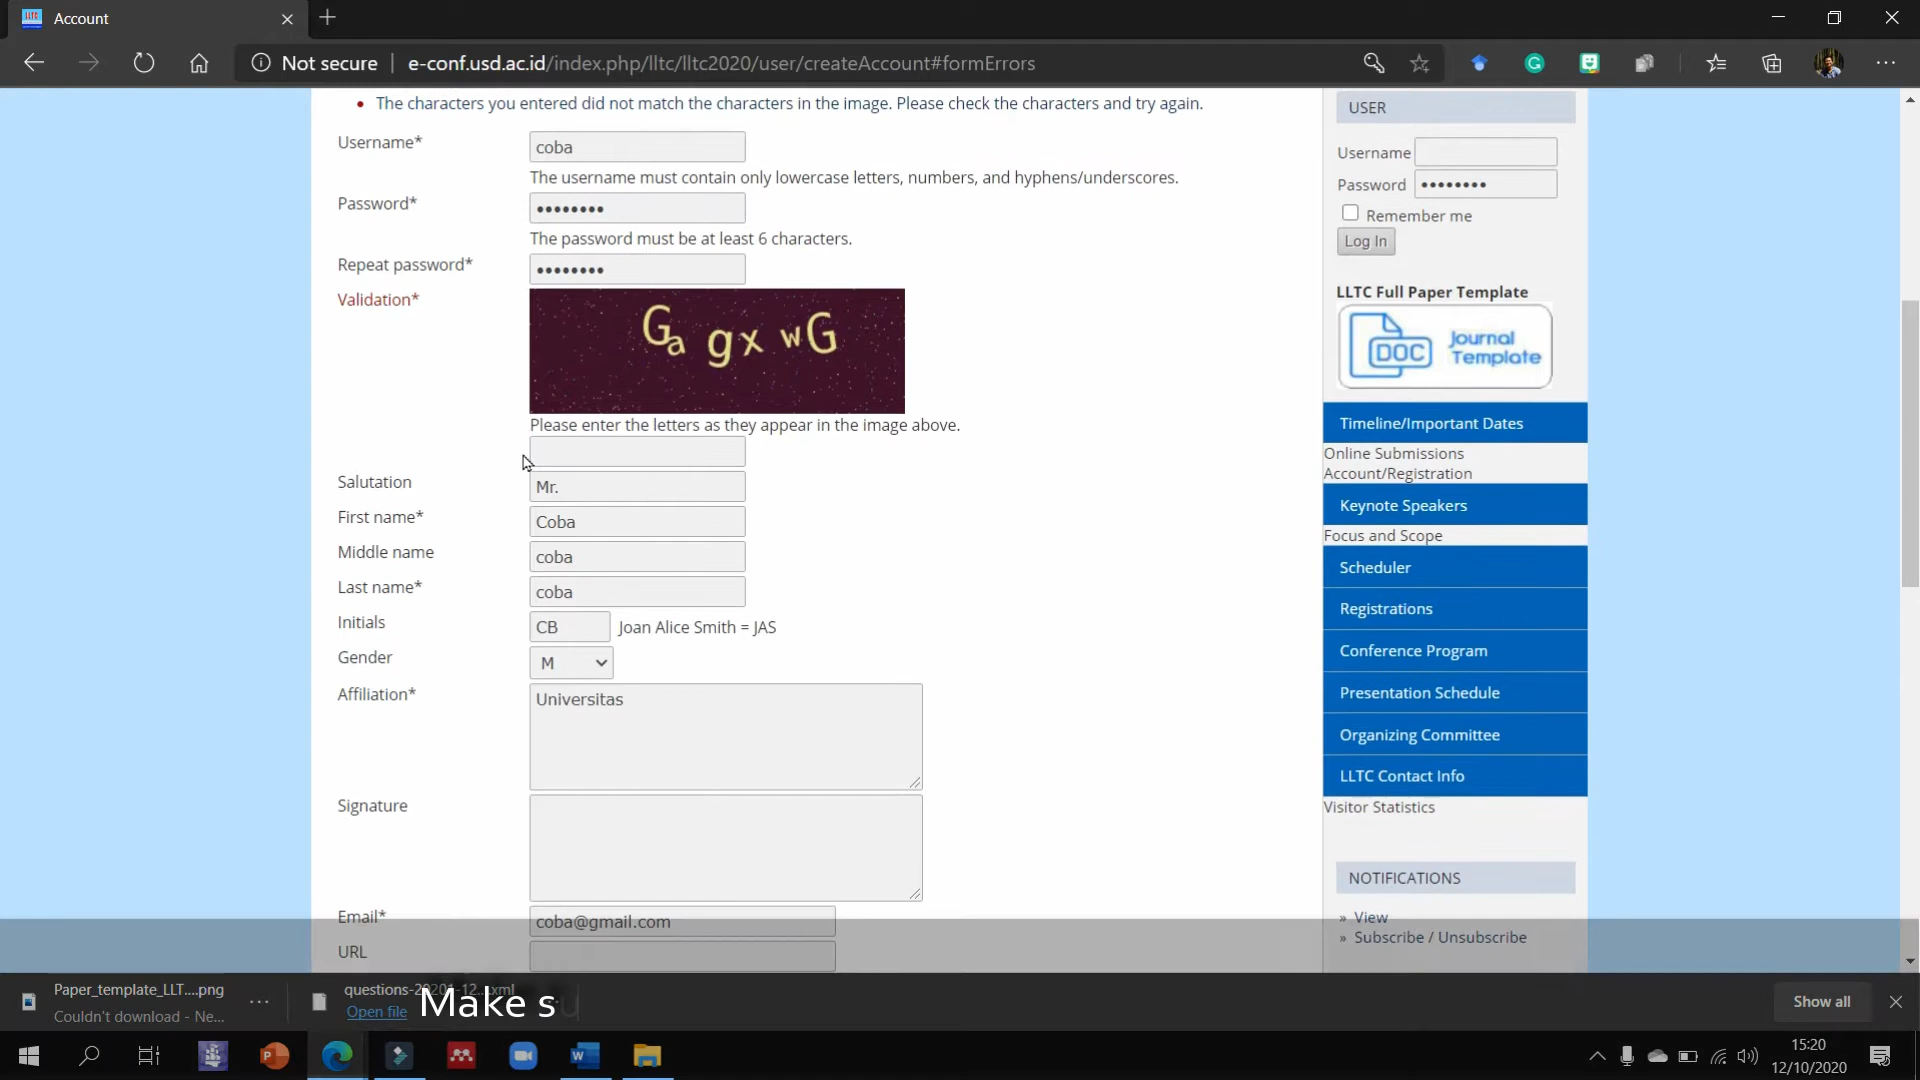 Account
Not secure
e-conf.usd.ac.id/index.php/lltc/lltc2020/user/createAccount#formErrors
The characters you entered did not match the characters in the image. Please check the characters and try again.
Username*
coba
The username must contain only lowercase letters, numbers, and hyphens/underscores.
Password*
••••••••
The password must be at least 6 characters.
Repeat password*
••••••••
Validation*
Ga gx wG
Please enter the letters as they appear in the image above.
Salutation
Mr.
First name*
Coba
Middle name
coba
Last name*
coba
Initials
CB
Joan Alice Smith = JAS
Gender
M
Affiliation*
Universitas
Signature
Email*
coba@gmail.com
URL
USER
Username
Password ••••••••
Remember me
Log In
LLTC Full Paper Template
DOC
Journal
Template
Timeline/Important Dates
Online Submissions
Account/Registration
Keynote Speakers
Focus and Scope
Scheduler
Registrations
Conference Program
Presentation Schedule
Organizing Committee
LLTC Contact Info
Visitor Statistics
NOTIFICATIONS
» View
» Subscribe / Unsubscribe
Paper_template_LLT....png
Couldn't download - Ne...
Open file
Make su
Show all
15:20
12/10/2020